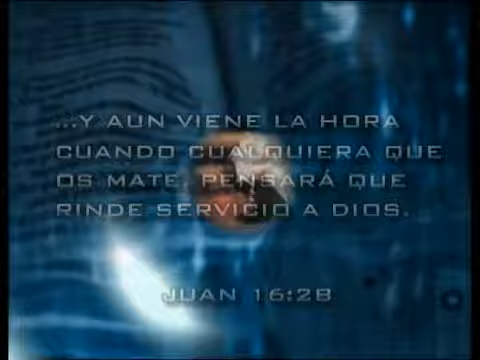 ...Y AUN VIENE LA HORA
CUANDO CUALQUIERA QUE
OS MATE, PENSARÁ QUE
RINDE SERVICIO A DIOS.
JUAN 16:2B